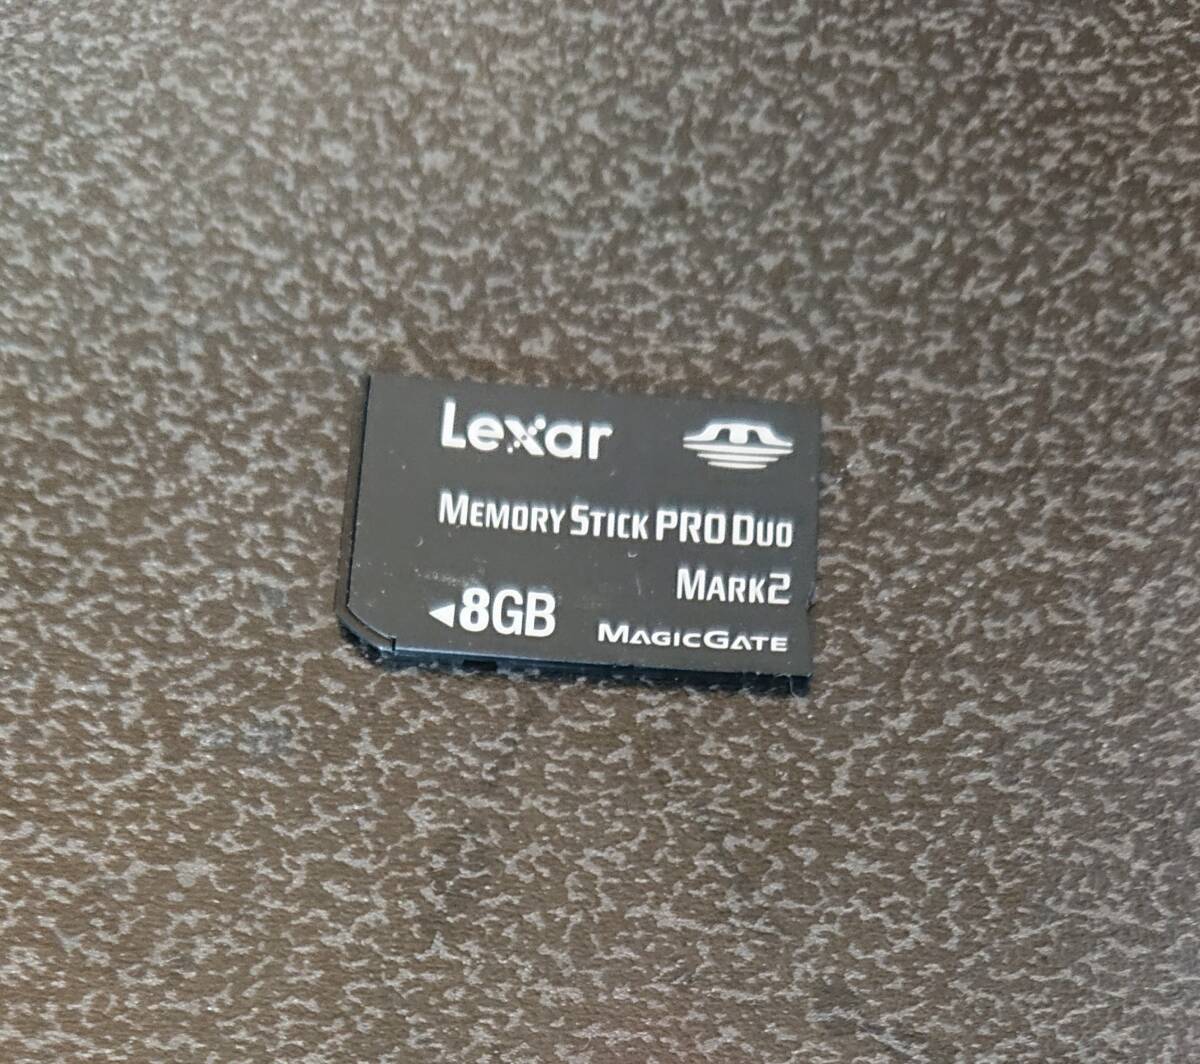 Lexar
MEMORY STICK PRO DUO
MARK2
8GB
MAGICGATE